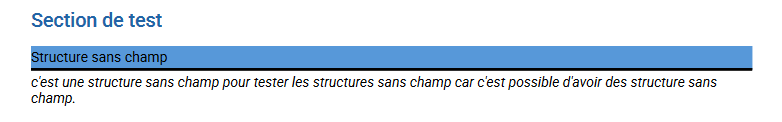 Section de test
Structure sans champ
c'est une structure sans champ pour tester les structures sans champ car c'est possible d'avoir des structure sans
champ.